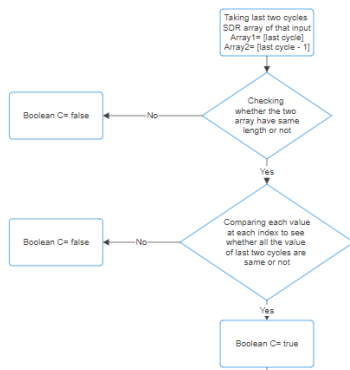 Taking last two cycles
SDR array of that input
Array1= [last cycle]
Array2= [last cycle - 1]
Checking
whether the two
array have same
length or not
No
Boolean C= false
Yes
Comparing each value
at each index to see
whether all the value
of last two cycles are
same or not
No
Boolean C= false
Yes
Boolean C= true